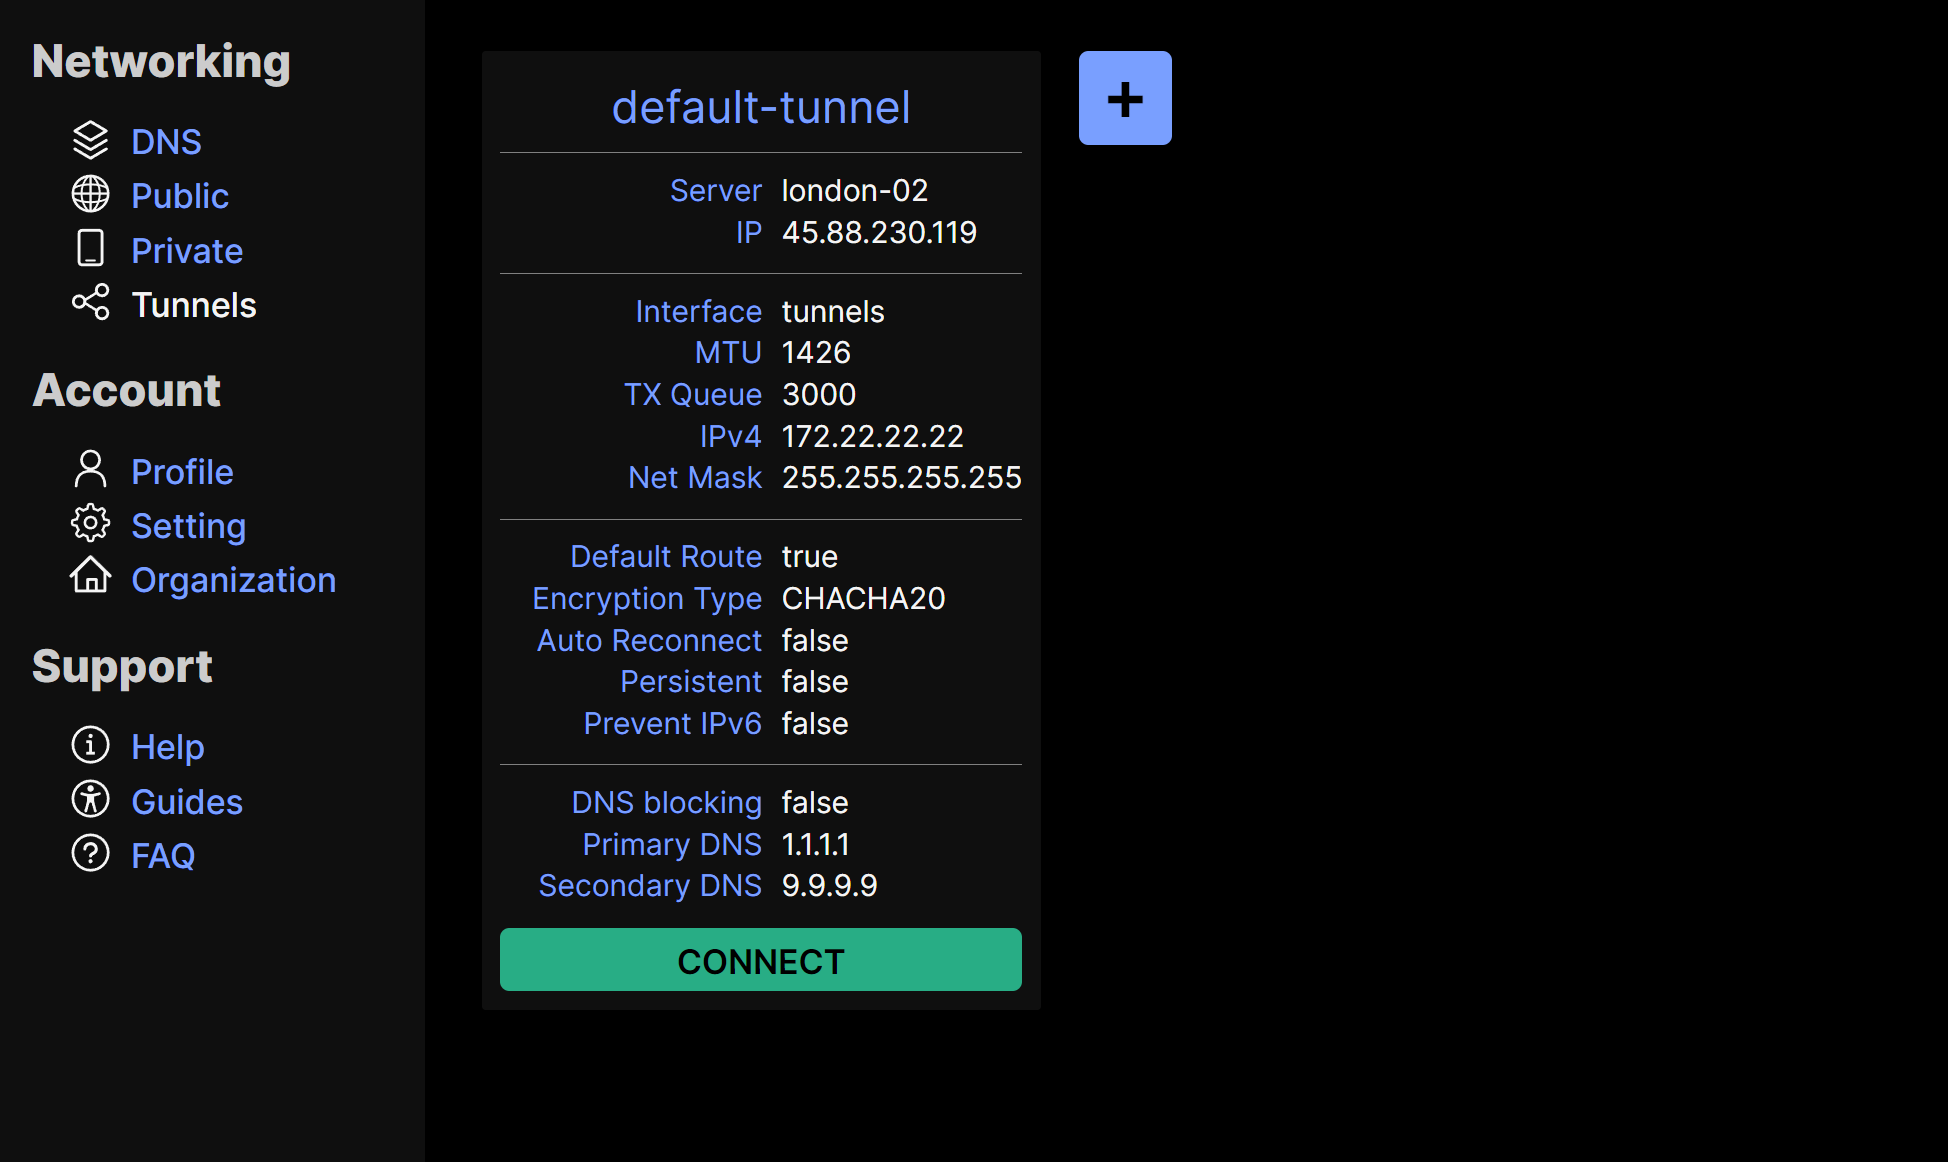 Networking
DNS
Public
Private
Tunnels
Account
Profile
Setting
Organization
Support
Help
Guides
FAQ
default-tunnel
Server london-02
IP 45.88.230.119
Interface tunnels
MTU 1426
TX Queue 3000
IPv4 172.22.22.22
Net Mask 255.255.255.255
Default Route true
Encryption Type CHACHA20
Auto Reconnect false
Persistent false
Prevent IPv6 false
DNS blocking false
Primary DNS 1.1.1.1
Secondary DNS 9.9.9.9
CONNECT
+